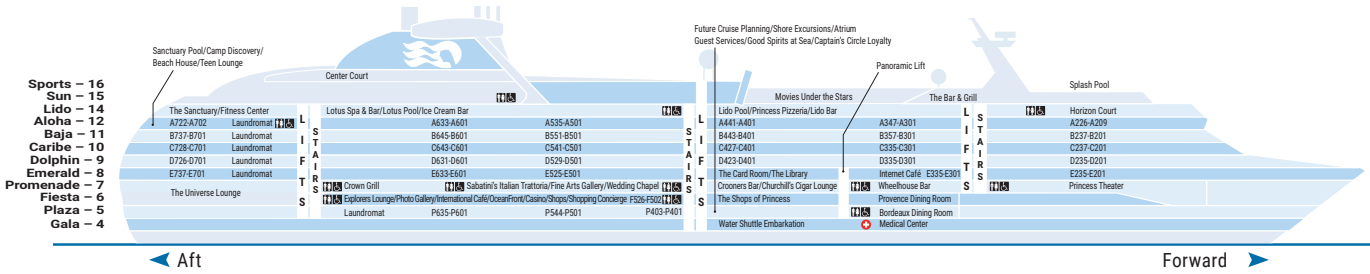 Future Cruise Planning/Shore Excursions/Atrium
Guest Services/Good Spirits at Sea/Captain's Circle Loyalty
Sanctuary Pool/Camp Discovery/
Beach House/Teen Lounge
Panoramic Lift
Center Court
Splash Pool
Movies Under the Stars
The Bar & Grill
Sports – 16
Sun – 15
Lido – 14
Aloha – 12
Baja – 11
Caribe – 10
Dolphin – 9
Emerald – 8
Promenade – 7
Fiesta – 6
Plaza – 5
Gala – 4
The Sanctuary/Fitness Center
Lotus Spa & Bar/Lotus Pool/Ice Cream Bar
Lido Pool/Princess Pizzeria/Lido Bar
Horizon Court
A722-A702 Laundromat A633-A601 A535-A501 A441-A401 A347-A301 A226-A209
B737-B701 Laundromat B645-B601 B551-B501 B443-B401 B357-B301 B237-B201
C728-C701 Laundromat C643-C601 C541-C501 C427-C401 C335-C301 C237-C201
D726-D701 Laundromat D631-D601 D529-D501 D423-D401 D335-D301 D235-D201
E737-E701 Laundromat E633-E601 E525-E501 The Card Room/The Library Internet Café E335-E301 E235-E201
The Universe Lounge
Crown Grill Sabatini's Italian Trattoria/Fine Arts Gallery/Wedding Chapel Crooners Bar/Churchill's Cigar Lounge Wheelhouse Bar Princess Theater
Explorers Lounge/Photo Gallery/International Café/OceanFront/Casino/Shops/Shopping Concierge F526-F502 The Shops of Princess Provence Dining Room
Laundromat P635-P601 P544-P501 P403-P401 Bordeaux Dining Room
Water Shuttle Embarkation Medical Center
LIFTS
STAIRS
STAIRS
LIFTS
LIFTS
STAIRS
Aft
Forward